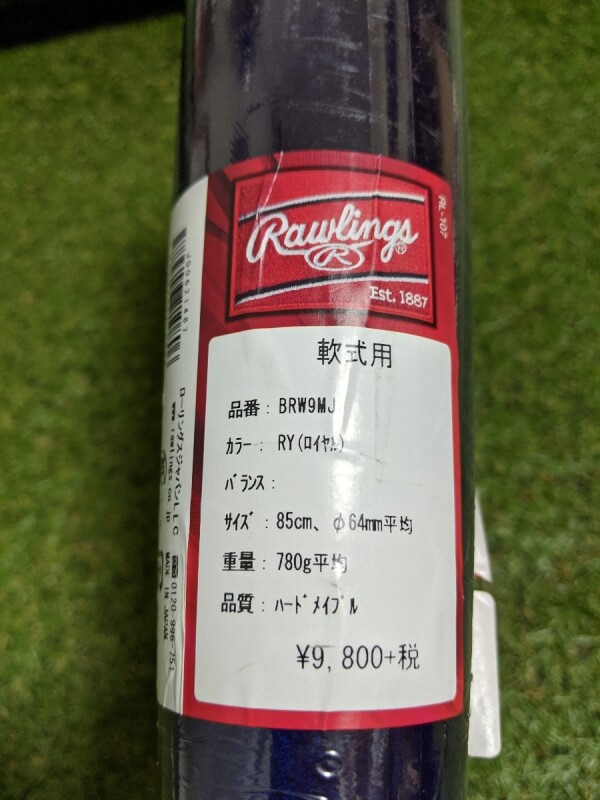 Rawlings
R
Est. 1887
RL-107
軟式用
品番: BRW9MJ
カラー: RY(ロイヤル)
バランス:
サイズ: 85cm、φ64mm平均
重量: 780g平均
品質: ハードメイプル
¥9,800+税
ローリングスジャパンLLC
0120-996-751
MADE IN JAPAN